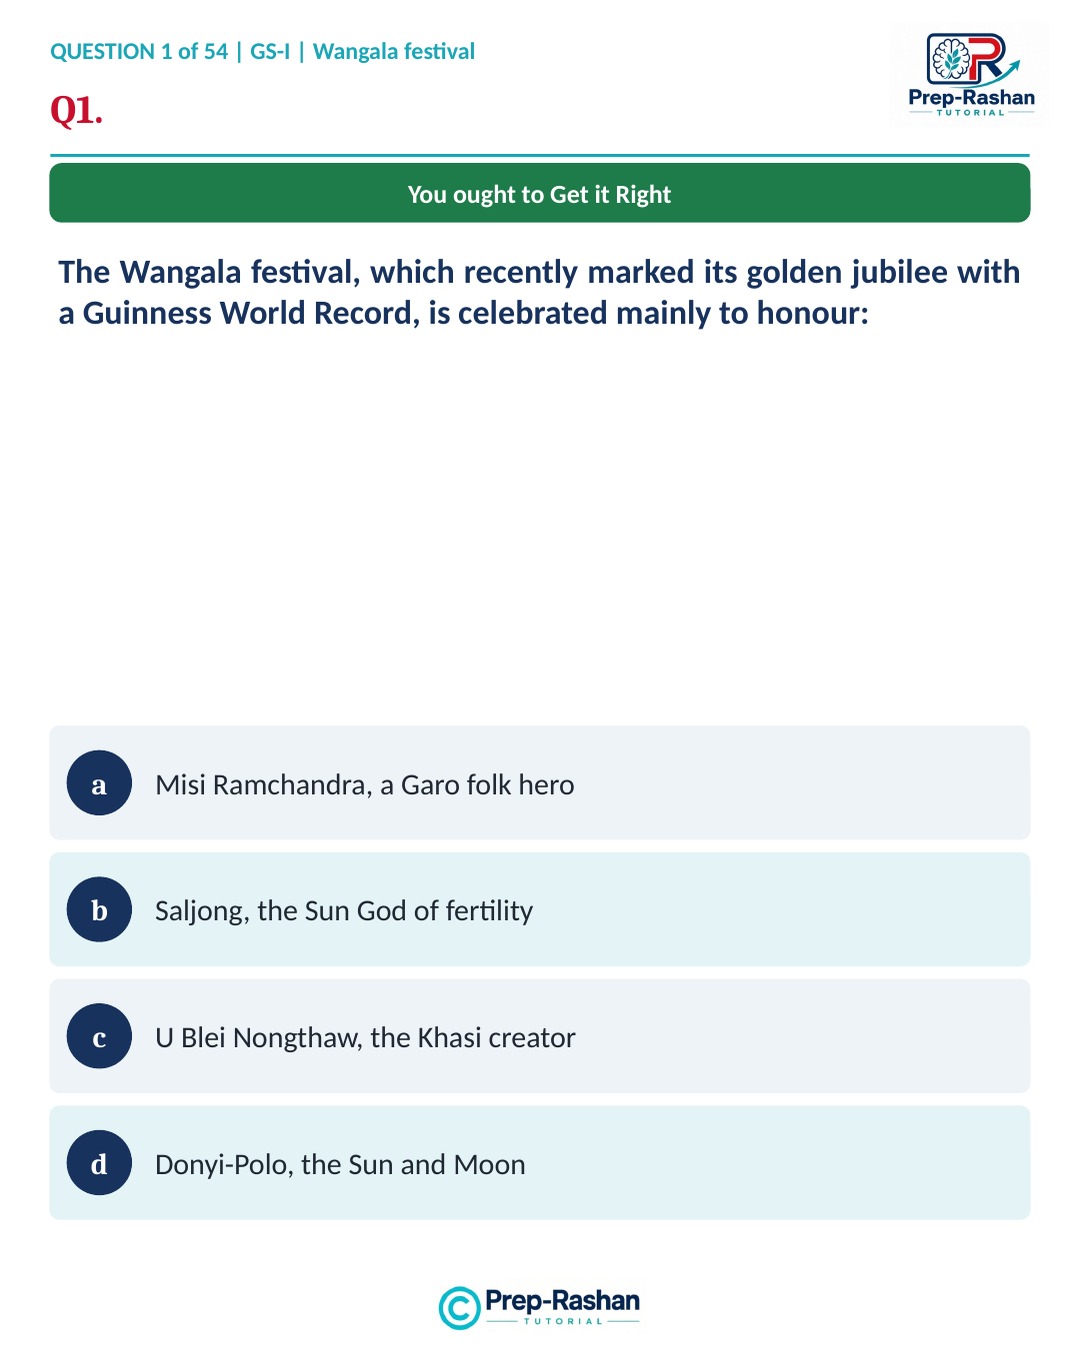 QUESTION 1 of 54 | GS-I | Wangala festival
Prep-Rashan
TUTORIAL
Q1.
You ought to Get it Right
The Wangala festival, which recently marked its golden jubilee with
a Guinness World Record, is celebrated mainly to honour:
a Misi Ramchandra, a Garo folk hero
b Saljong, the Sun God of fertility
c U Blei Nongthaw, the Khasi creator
d Donyi-Polo, the Sun and Moon
© Prep-Rashan
TUTORIAL